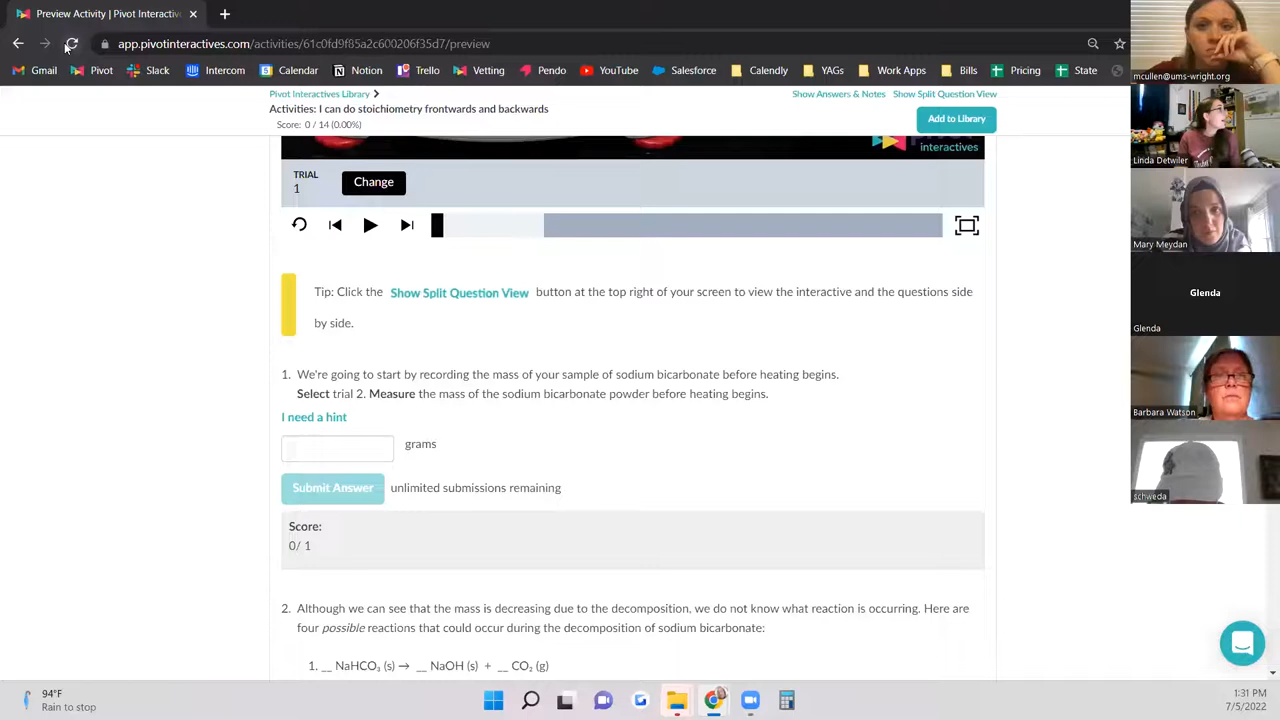 Preview Activity | Pivot Interactive
app.pivotinteractives.com/activities/
Gmail
Pivot
Slack
Intercom
Calendar
Notion
Vetting
Pendo
YouTube
Calendly
YAGs
Work Apps
Bills
Pricing
State
Pivot Interactives Library
Show Answers & Notes
Show Split Question View
Activities: I can do stoichiometry frontwards and backwards
Score: 0 / 14 (0.00%)
Add to Library
interactives
TRIAL
1
Change
Tip: Click the Show Split Question View button at the top right of your screen to view the interactive and the questions side
by side.
1. We're going to start by recording the mass of your sample of sodium bicarbonate before heating begins.
Select trial 2. Measure the mass of the sodium bicarbonate powder before heating begins.
I need a hint
grams
Submit Answer
unlimited submissions remaining
Score:
0/ 1
2. Although we can see that the mass is decreasing due to the decomposition, we do not know what reaction is occurring. Here are
four possible reactions that could occur during the decomposition of sodium bicarbonate:
1. __ NaHCO₃ (s) → __ NaOH (s) + __ CO₂ (g)
mcullen@ums-wright.org
Linda Detwiler
Mary Meydan
Glenda
Glenda
Barbara Watson
schweda
94°F
Rain to stop
1:31 PM
7/5/2022